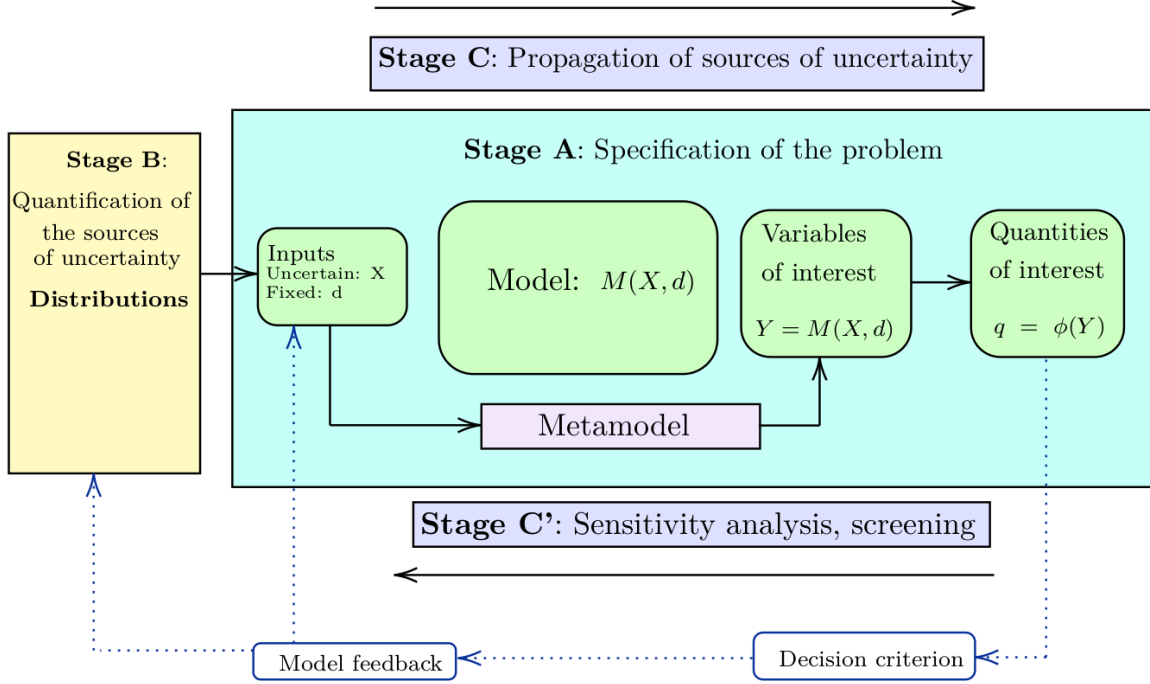 Stage C: Propagation of sources of uncertainty
Stage A: Specification of the problem
Stage B:
Quantification of
the sources
of uncertainty
Distributions
Inputs
Uncertain: X
Fixed: d
Model: M(X, d)
Variables
of interest
Y = M(X, d)
Quantities
of interest
q = ϕ(Y)
Metamodel
Stage C': Sensitivity analysis, screening
Model feedback
Decision criterion